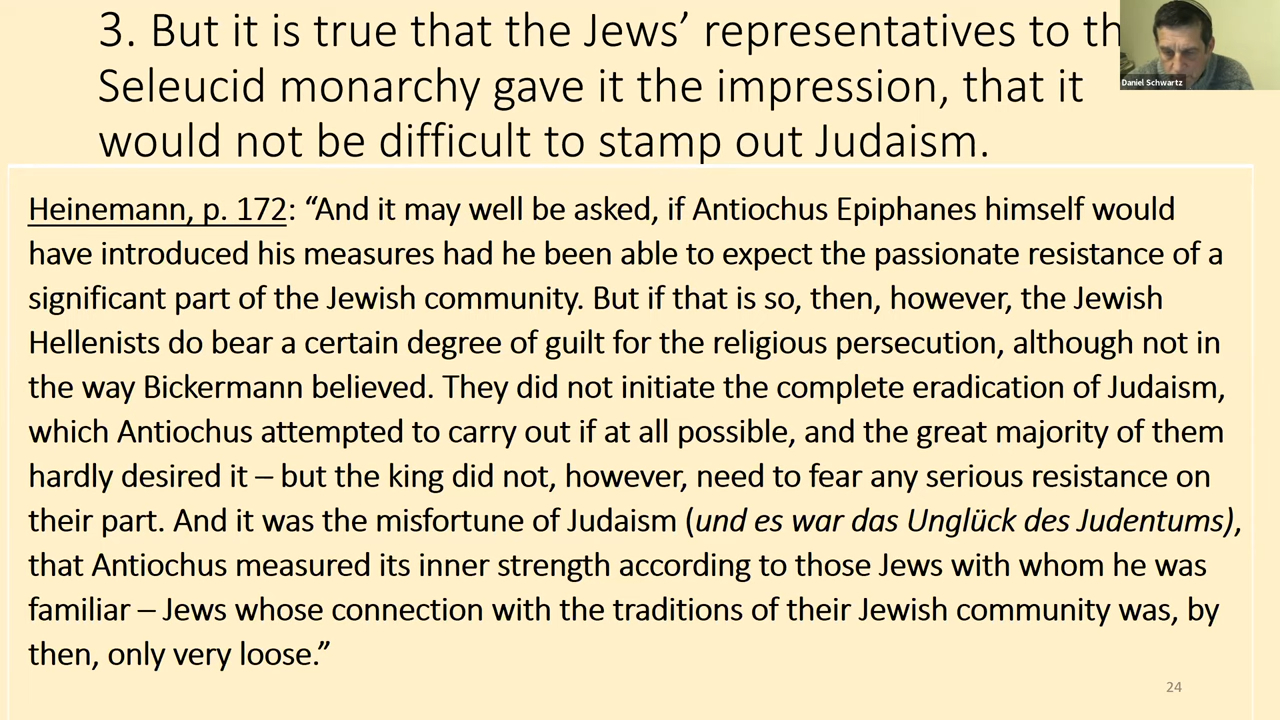 3. But it is true that the Jews’ representatives to th
Seleucid monarchy gave it the impression, that it
would not be difficult to stamp out Judaism.
Daniel Schwartz
Heinemann, p. 172: “And it may well be asked, if Antiochus Epiphanes himself would
have introduced his measures had he been able to expect the passionate resistance of a
significant part of the Jewish community. But if that is so, then, however, the Jewish
Hellenists do bear a certain degree of guilt for the religious persecution, although not in
the way Bickermann believed. They did not initiate the complete eradication of Judaism,
which Antiochus attempted to carry out if at all possible, and the great majority of them
hardly desired it – but the king did not, however, need to fear any serious resistance on
their part. And it was the misfortune of Judaism (und es war das Unglück des Judentums),
that Antiochus measured its inner strength according to those Jews with whom he was
familiar – Jews whose connection with the traditions of their Jewish community was, by
then, only very loose.”
24